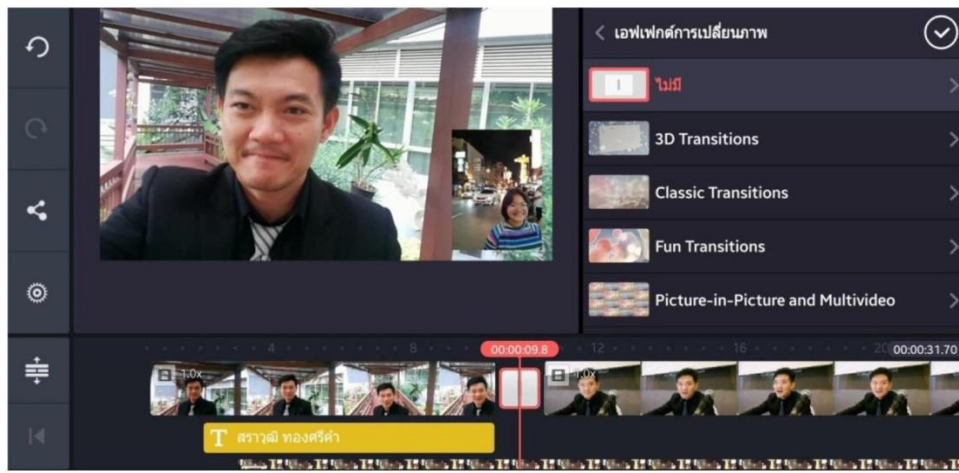 เอฟเฟกต์การเปลี่ยนภาพ
ไม่มี
3D Transitions
Classic Transitions
Fun Transitions
Picture-in-Picture and Multivideo
4
8
00:00:09.8
12
16
20
00:00:31.70
1.0x
1.0x
T สราวุฒิ ทองศรีคำ